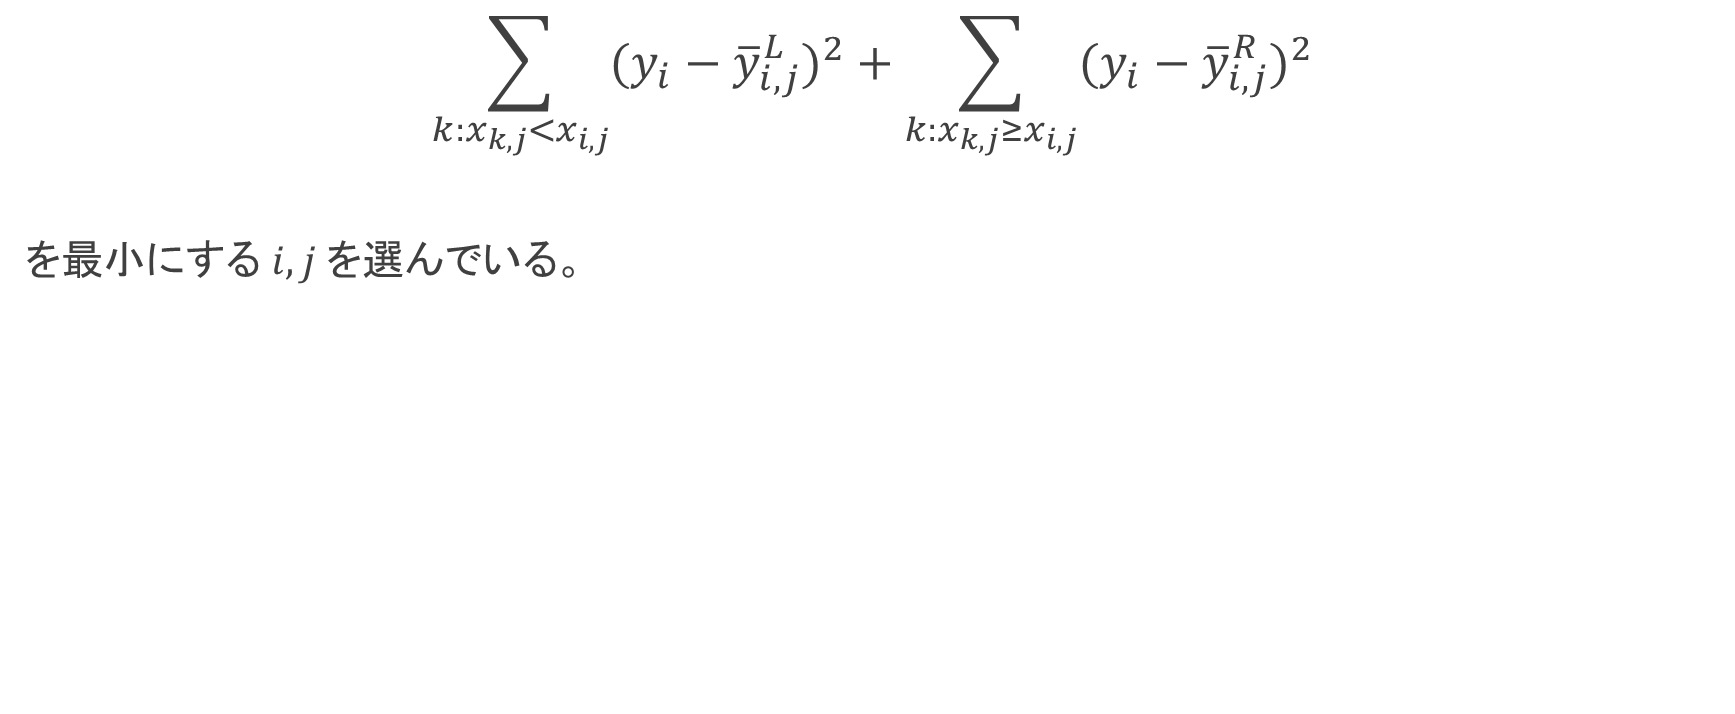 ∑_{k:x_{k,j}<x_{i,j}} (y_i − ȳ^L_{i,j})^2 + ∑_{k:x_{k,j}≥x_{i,j}} (y_i − ȳ^R_{i,j})^2
を最小にする i, j を選んでいる。